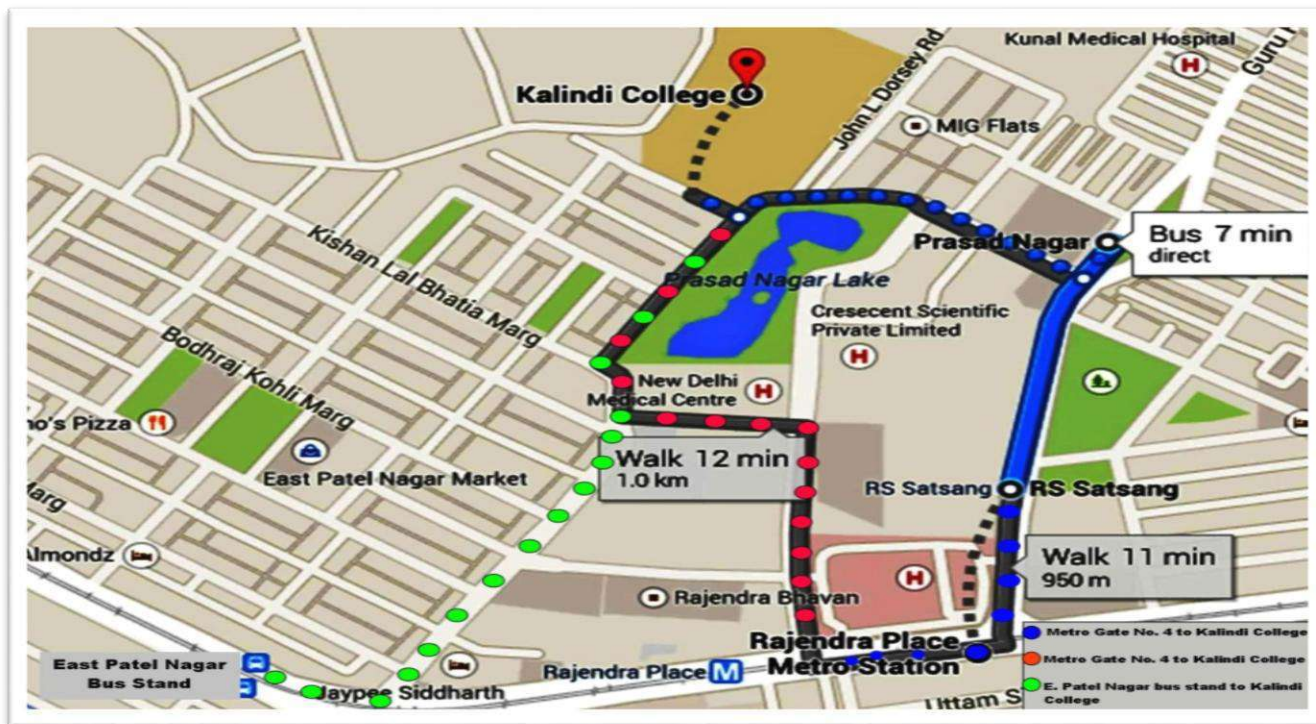 Kunal Medical Hospital
Guru
John L Dorsey Rd
Kalindi College
MIG Flats
Prasad Nagar
Bus 7 min
direct
Kishan Lal Bhatia Marg
Prasad Nagar Lake
Cresecent Scientific
Private Limited
Bodhraj Kohli Marg
New Delhi
Medical Centre
no's Pizza
Walk 12 min
1.0 km
East Patel Nagar Market
RS Satsang
RS Satsang
Marg
Almondz
Walk 11 min
950 m
Rajendra Bhavan
Rajendra Place
Metro Station
Metro Gate No. 4 to Kalindi College
Metro Gate No. 4 to Kalindi College
E. Patel Nagar bus stand to Kalindi
College
East Patel Nagar
Bus Stand
Rajendra Place
M
Jaypee Siddharth
Uttam S
H
H
H
H